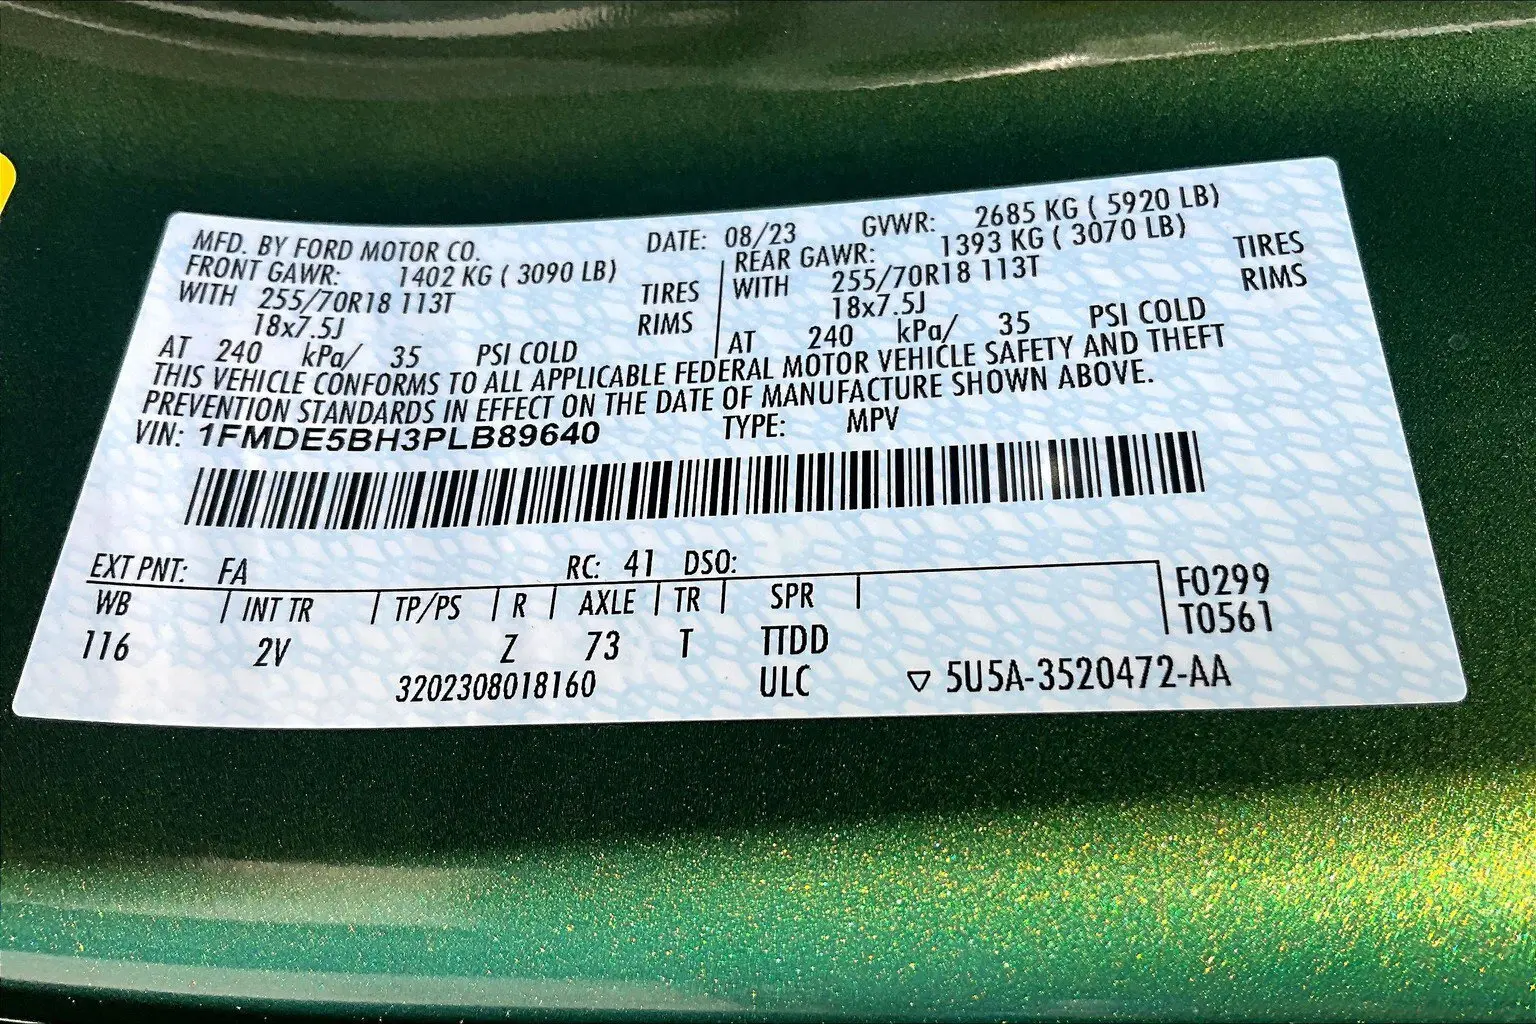 MFD. BY FORD MOTOR CO. DATE: 08/23 GVWR: 2685 KG ( 5920 LB)
FRONT GAWR: 1402 KG ( 3090 LB) REAR GAWR: 1393 KG ( 3070 LB)
WITH 255/70R18 113T TIRES WITH 255/70R18 113T TIRES
18x7.5J RIMS 18x7.5J RIMS
AT 240 kPa/ 35 PSI COLD AT 240 kPa/ 35 PSI COLD
THIS VEHICLE CONFORMS TO ALL APPLICABLE FEDERAL MOTOR VEHICLE SAFETY AND THEFT
PREVENTION STANDARDS IN EFFECT ON THE DATE OF MANUFACTURE SHOWN ABOVE.
VIN: 1FMDE5BH3PLB89640 TYPE: MPV
EXT PNT: FA RC: 41 DSO:
WB INT TR TP/PS R AXLE TR SPR F0299
116 2V Z 73 T TTDD T0561
3202308018160 ULC ▽ 5U5A-3520472-AA